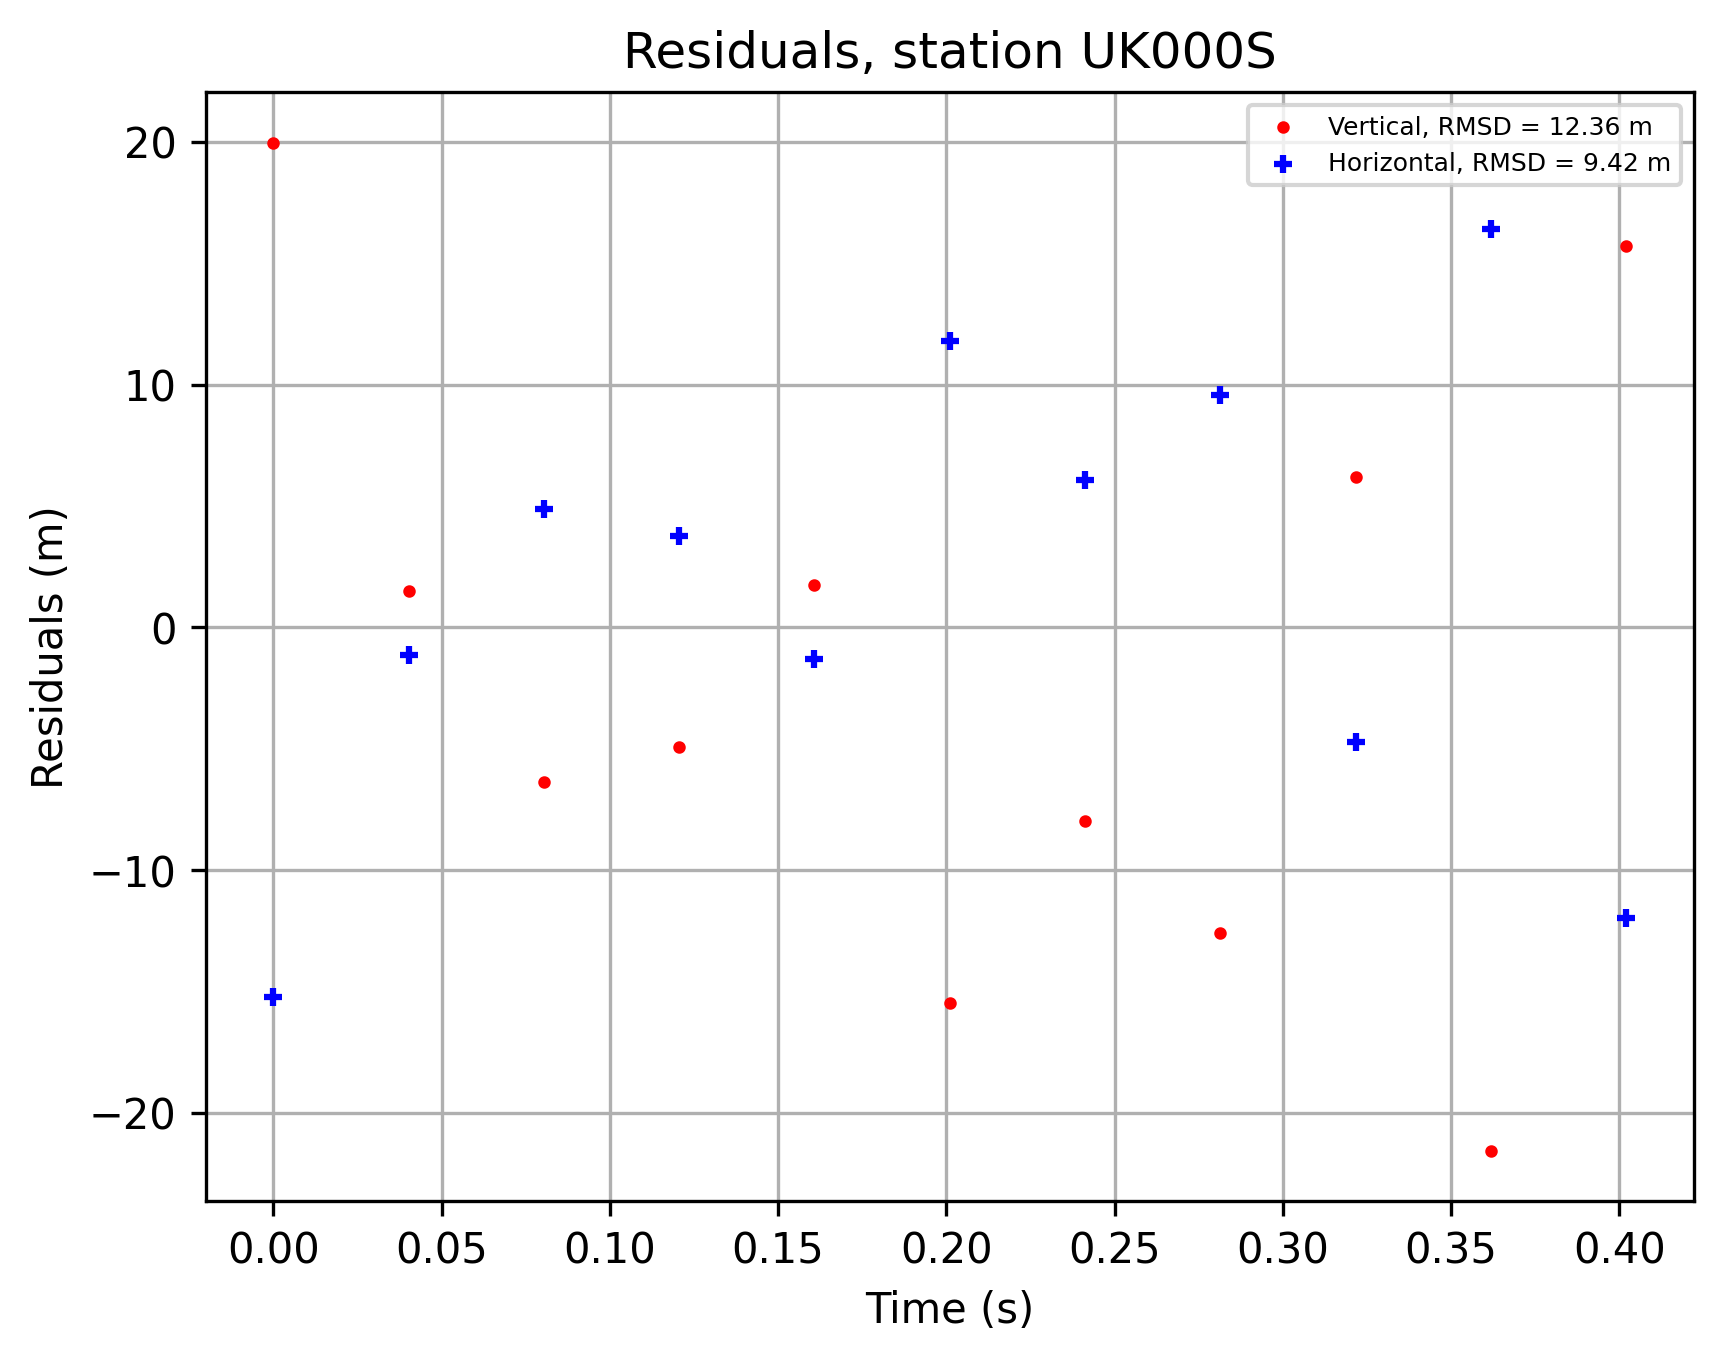 Residuals, station UK000S
Vertical, RMSD = 12.36 m
Horizontal, RMSD = 9.42 m
20
10
0
−10
−20
Residuals (m)
0.00 0.05 0.10 0.15 0.20 0.25 0.30 0.35 0.40
Time (s)